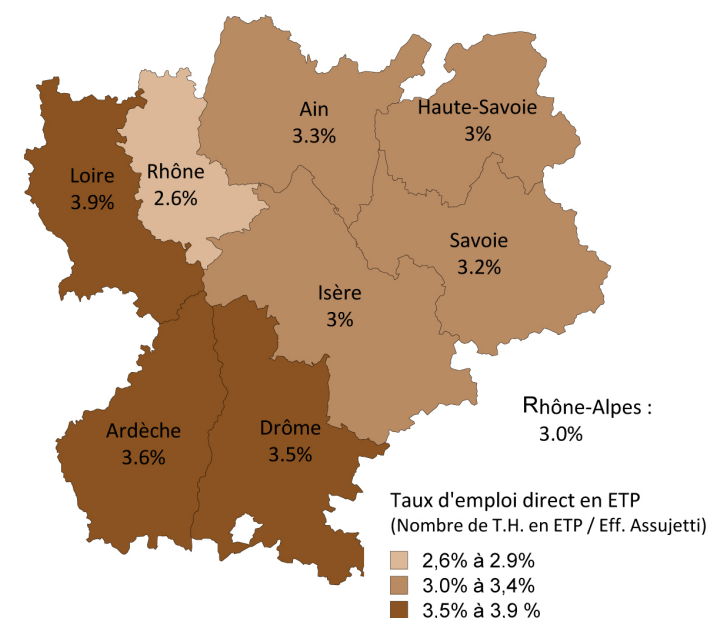 Ain
3.3%
Haute-Savoie
3%
Loire
3.9%
Rhône
2.6%
Savoie
3.2%
Isère
3%
Ardèche
3.6%
Drôme
3.5%
Rhône-Alpes :
3.0%
Taux d'emploi direct en ETP
(Nombre de T.H. en ETP / Eff. Assujetti)
2,6% à 2.9%
3.0% à 3,4%
3.5% à 3.9 %